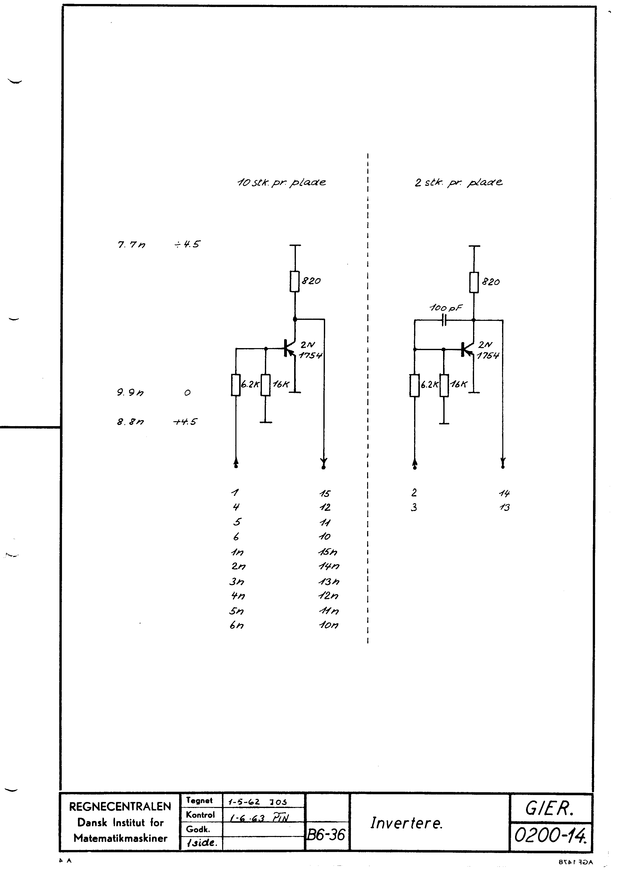 10 stk. pr. plade
2 stk. pr. plade
7. 7n ÷4.5
820
820
100 pF
2N
1754
2N
1754
6.2K
16K
6.2K
16K
9. 9n 0
8. 8n +4.5
1 15
4 12
5 11
6 10
1n 15n
2n 14n
3n 13n
4n 12n
5n 11n
6n 10n
2 14
3 13
REGNECENTRALEN
Dansk Institut for
Matematikmaskiner
Tegnet 1-5-62 JOS
Kontrol 1-6-63 PTN
Godk.
1side.
B6-36
Invertere.
GIER.
0200-14.
A 4
AGF 1478